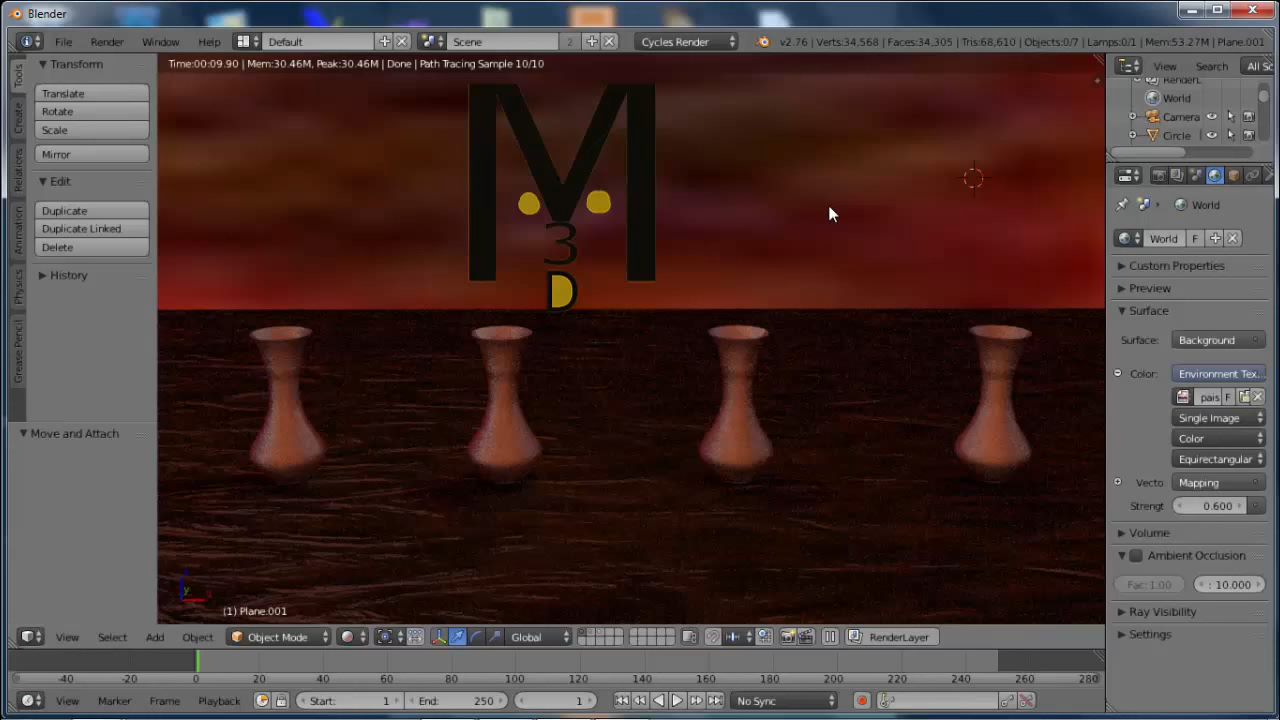 Blender
File Render Window Help Default Scene 2 Cycles Render v2.76 | Verts:34,568 | Faces:34,305 | Tris:68,610 | Objects:0/7 | Lamps:0/1 | Mem:53.27M | Plane.001
Time:00:09.90 | Mem:30.46M, Peak:30.46M | Done | Path Tracing Sample 10/10
Tools
Create
Relations
Animation
Physics
Grease Pencil
Transform
Translate
Rotate
Scale
Mirror
Edit
Duplicate
Duplicate Linked
Delete
History
Move and Attach
M
3
D
(1) Plane.001
View Search All Sc
RenderL
World
Camera
Circle
World
World F
Custom Properties
Preview
Surface
Surface: Background
Color: Environment Tex...
pais F
Single Image
Color
Equirectangular
Vecto Mapping
Strengt 0.600
Volume
Ambient Occlusion
Fac: 1.00 : 10.000
Ray Visibility
Settings
View Select Add Object Object Mode Global RenderLayer
-40 -20 0 20 40 60 80 100 120 140 160 180 200 220 240 260 280
View Marker Frame Playback Start: 1 End: 250 1 No Sync